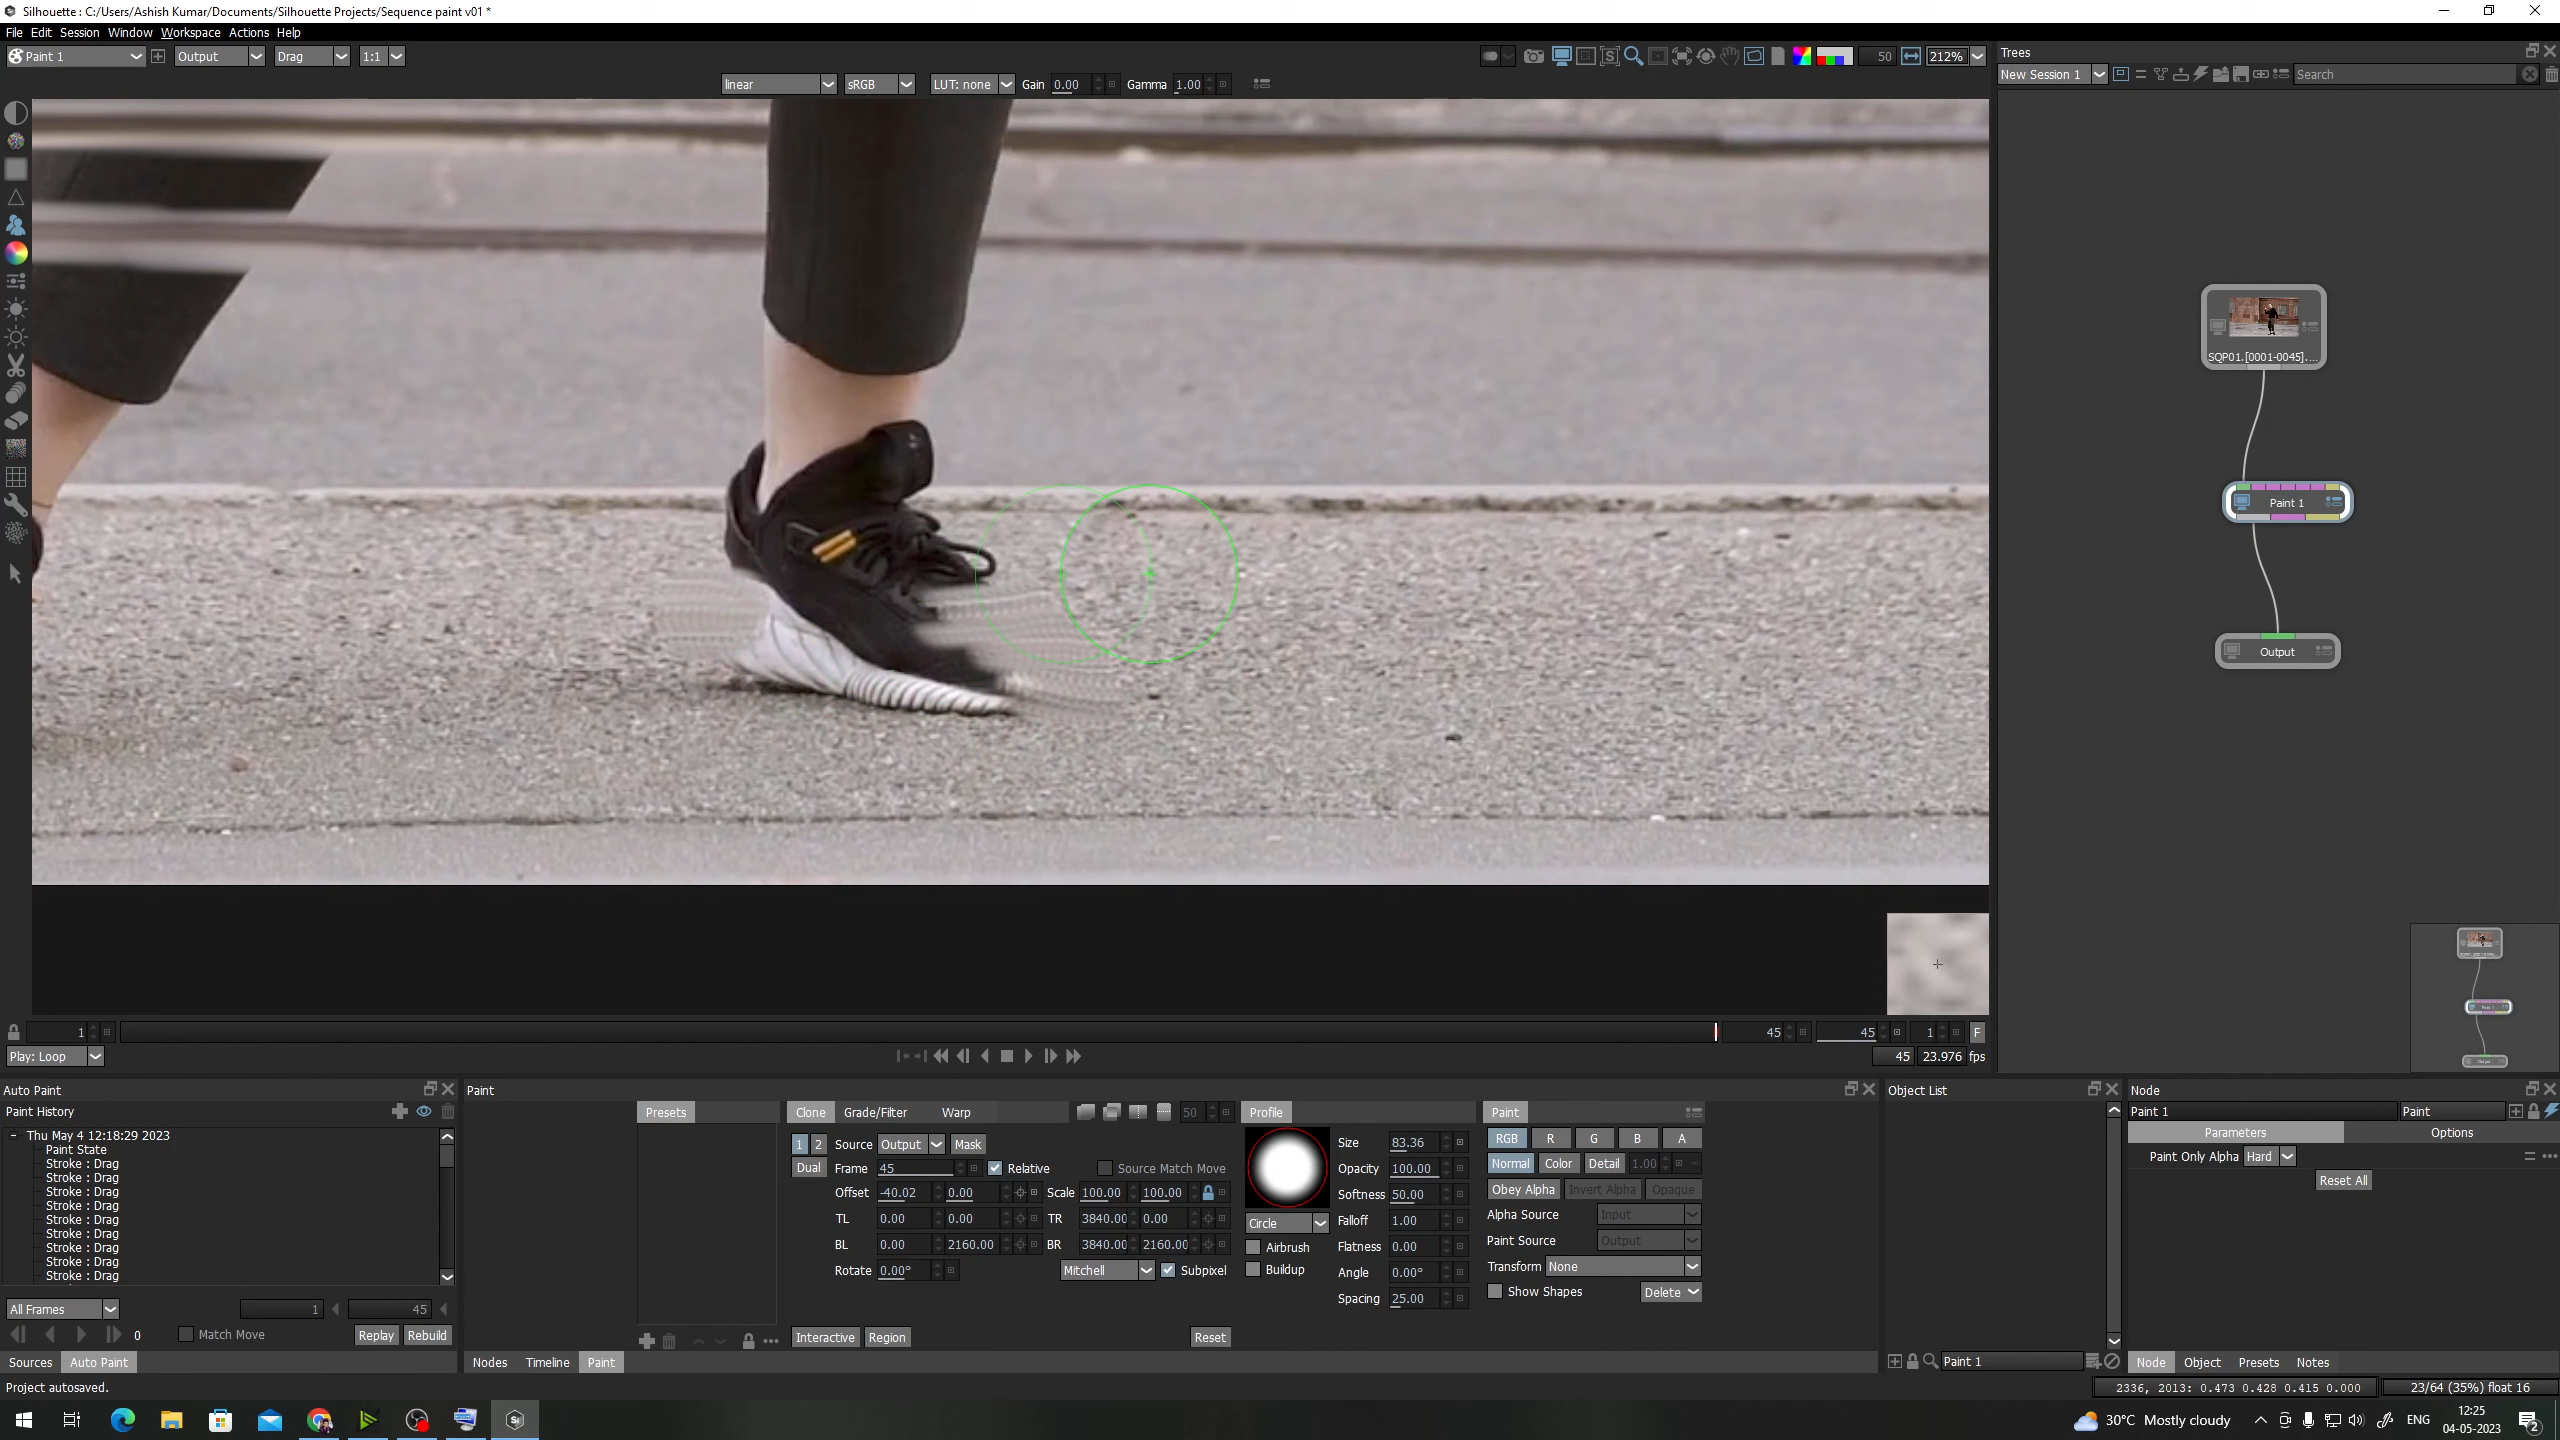 Silhouette : C:/Users/Ashish Kumar/Documents/Silhouette Projects/Sequence paint v01 *
File Edit Session Window Workspace Actions Help
Paint 1 Output Drag 1:1 50 212%
linear sRGB LUT: none Gain 0.00 Gamma 1.00
Trees
New Session 1 Search
SQP01.[0001-0045]....
Paint 1
Output
1 45 45 1 F
Play: Loop 45 23.976 fps
Auto Paint
Paint History
Thu May 4 12:18:29 2023
Paint State
Stroke : Drag
Stroke : Drag
Stroke : Drag
Stroke : Drag
Stroke : Drag
Stroke : Drag
Stroke : Drag
Stroke : Drag
Stroke : Drag
All Frames 1 45
0 Match Move Replay Rebuild
Sources Auto Paint
Project autosaved.
Paint
Presets
Clone Grade/Filter Warp 50
1 2 Source Output Mask
Dual Frame 45 Relative Source Match Move
Offset -40.02 0.00 Scale 100.00 100.00
TL 0.00 0.00 TR 3840.00 0.00
BL 0.00 2160.00 BR 3840.00 2160.00
Rotate 0.00° Mitchell Subpixel
Interactive Region Reset
Nodes Timeline Paint
Profile
Circle
Airbrush
Buildup
Size 83.36
Opacity 100.00
Softness 50.00
Falloff 1.00
Flatness 0.00
Angle 0.00°
Spacing 25.00
Paint
RGB R G B A
Normal Color Detail 1.00
Obey Alpha Invert Alpha Opaque
Alpha Source Input
Paint Source Output
Transform None
Show Shapes Delete
Object List
Paint 1
Node
Paint 1 Paint
Parameters Options
Paint Only Alpha Hard
Reset All
Node Object Presets Notes
2336, 2013: 0.473 0.428 0.415 0.000 23/64 (35%) float 16
30°C Mostly cloudy ENG 12:25
04-05-2023 2